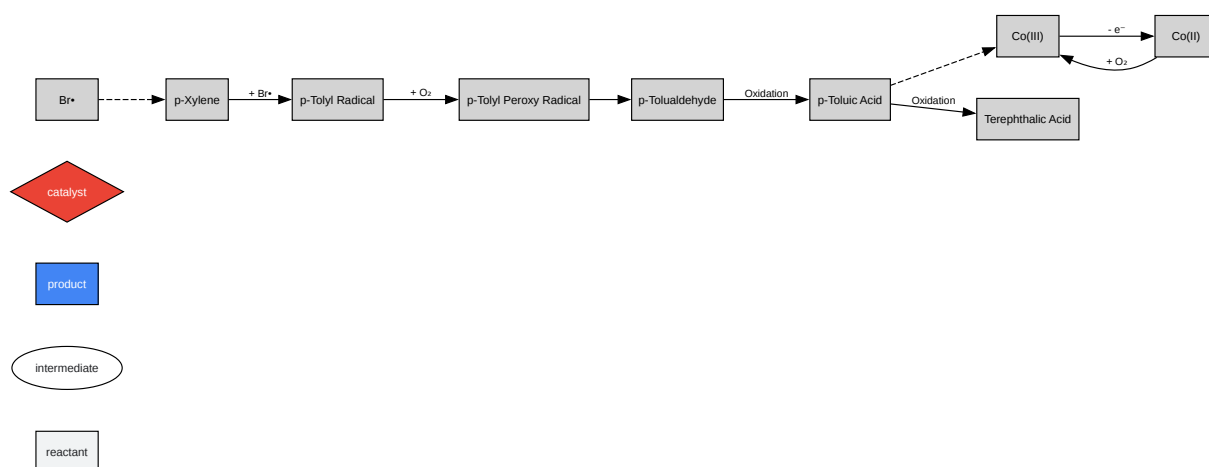 Co(III)
- e⁻
Co(II)
+ O₂
Br•
p-Xylene
+ Br•
p-Tolyl Radical
+ O₂
p-Tolyl Peroxy Radical
p-Tolualdehyde
Oxidation
p-Toluic Acid
Oxidation
Terephthalic Acid
catalyst
product
intermediate
reactant